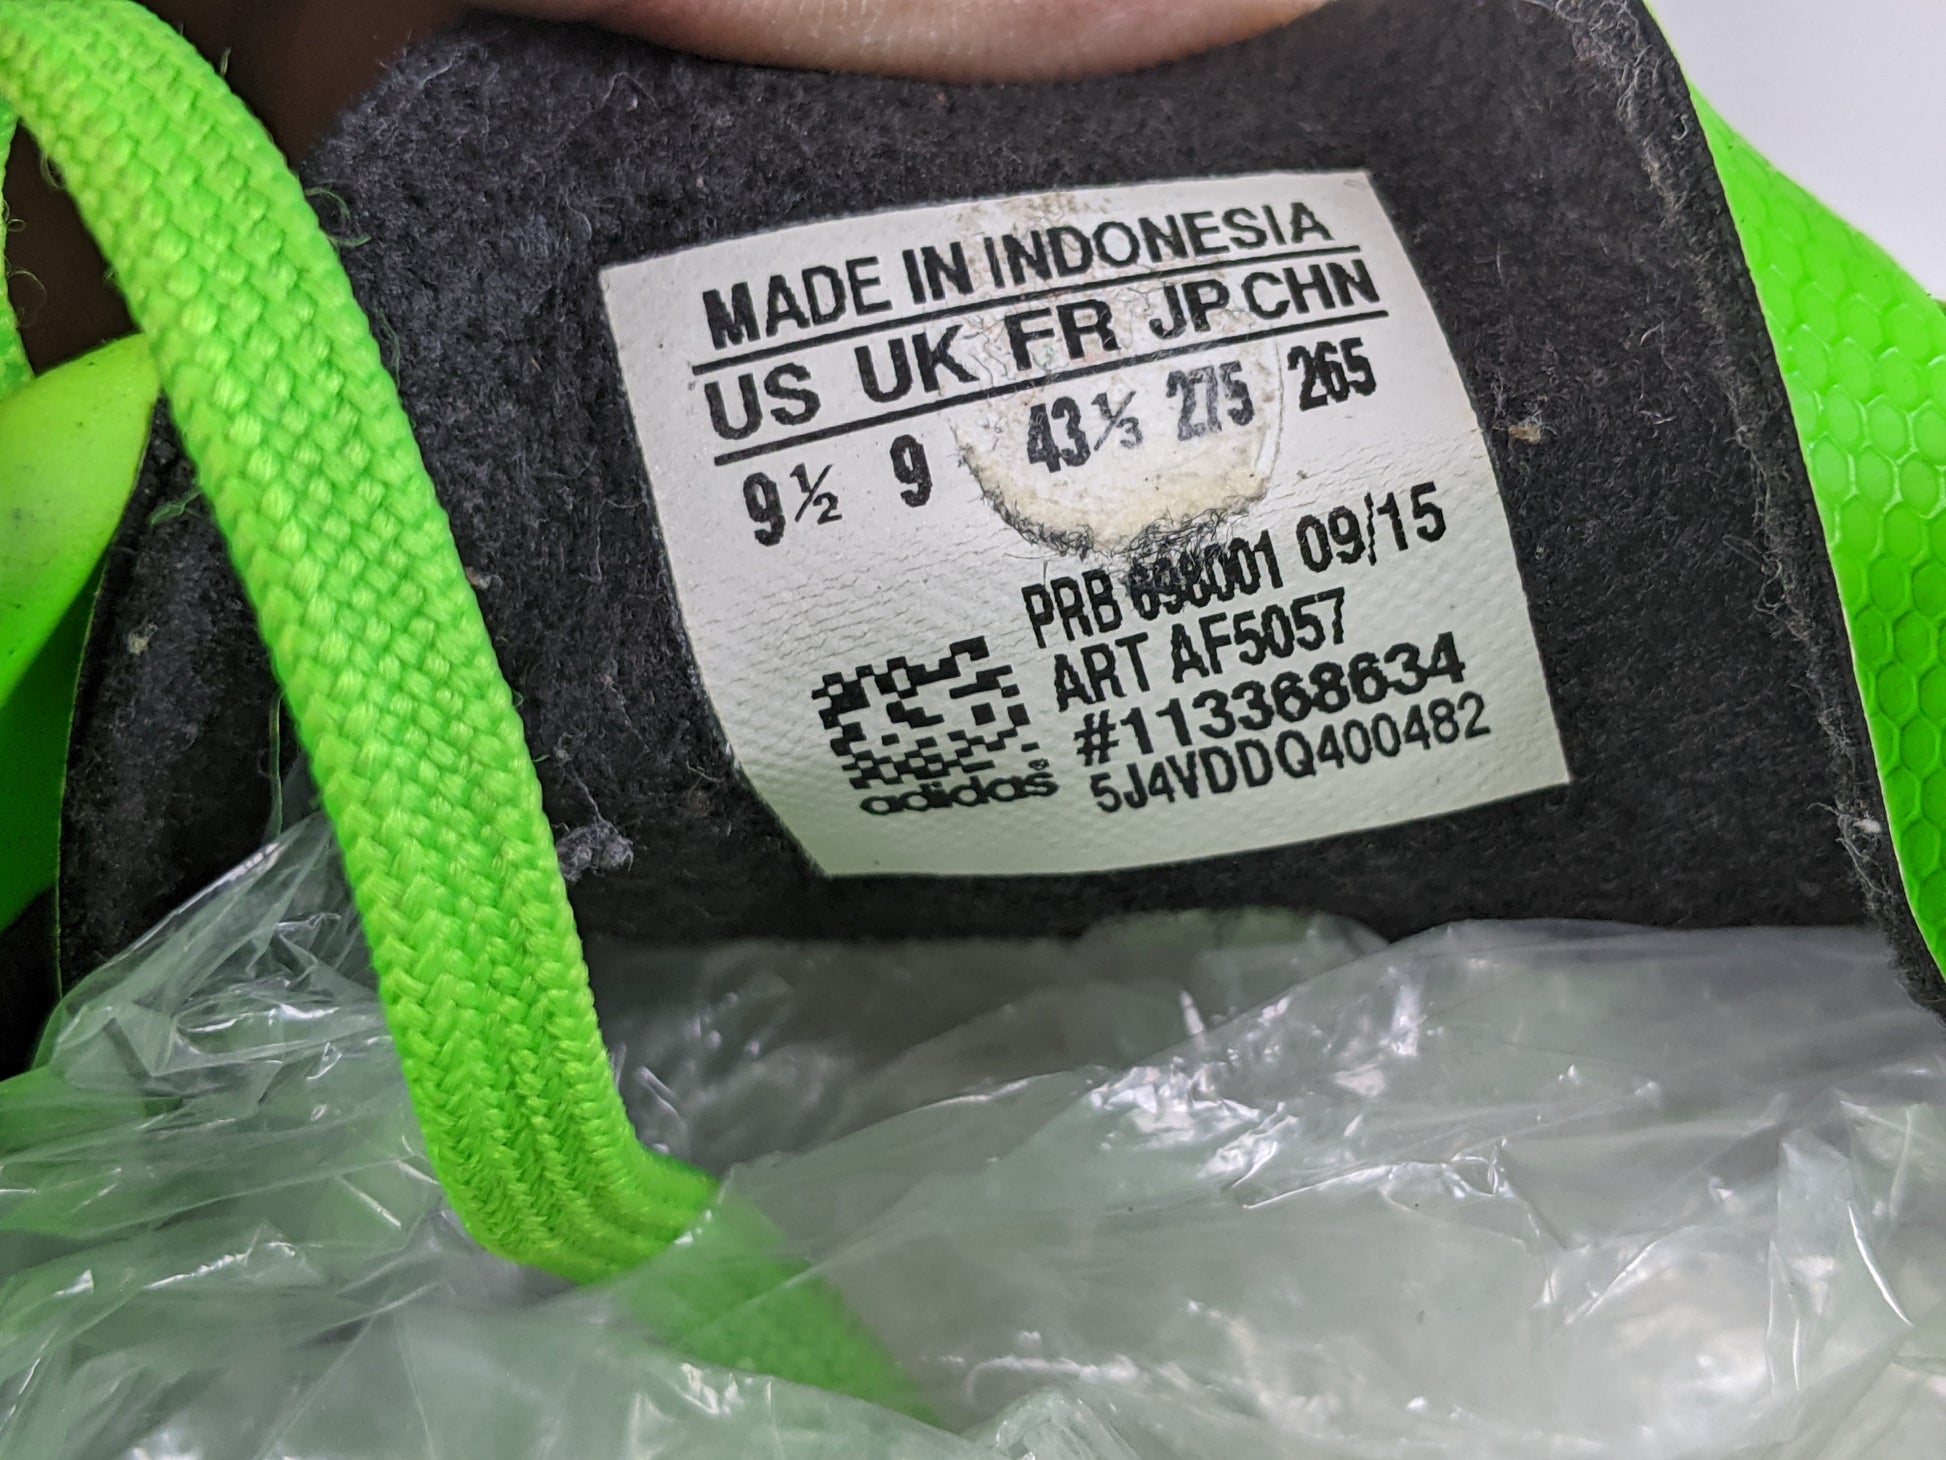 MADE IN INDONESIA
US UK FR JP CHN
9½ 9 43⅓ 275 265
PRB 698001 09/15
ART AF5057
#113368634
5J4VDDQ400482
adidas®